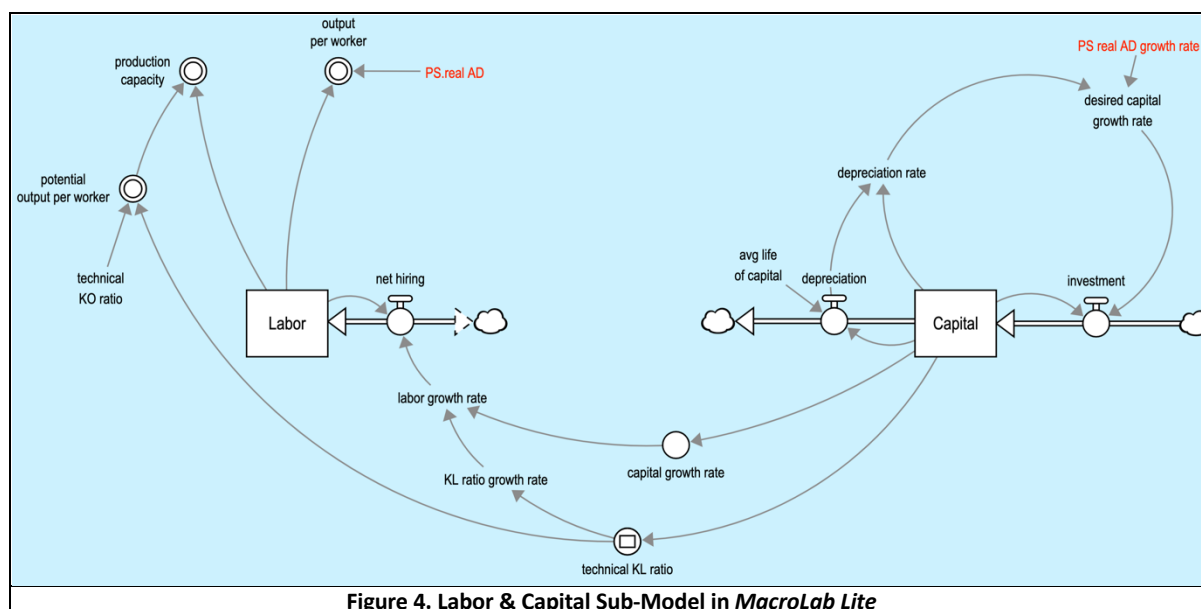 output
per worker
production
capacity
PS.real AD
PS real AD growth rate
desired capital
growth rate
potential
output per worker
depreciation rate
technical
KO ratio
net hiring
avg life
of capital
depreciation
investment
Labor
Capital
labor growth rate
capital growth rate
KL ratio growth rate
technical KL ratio
Figure 4. Labor & Capital Sub-Model in MacroLab Lite